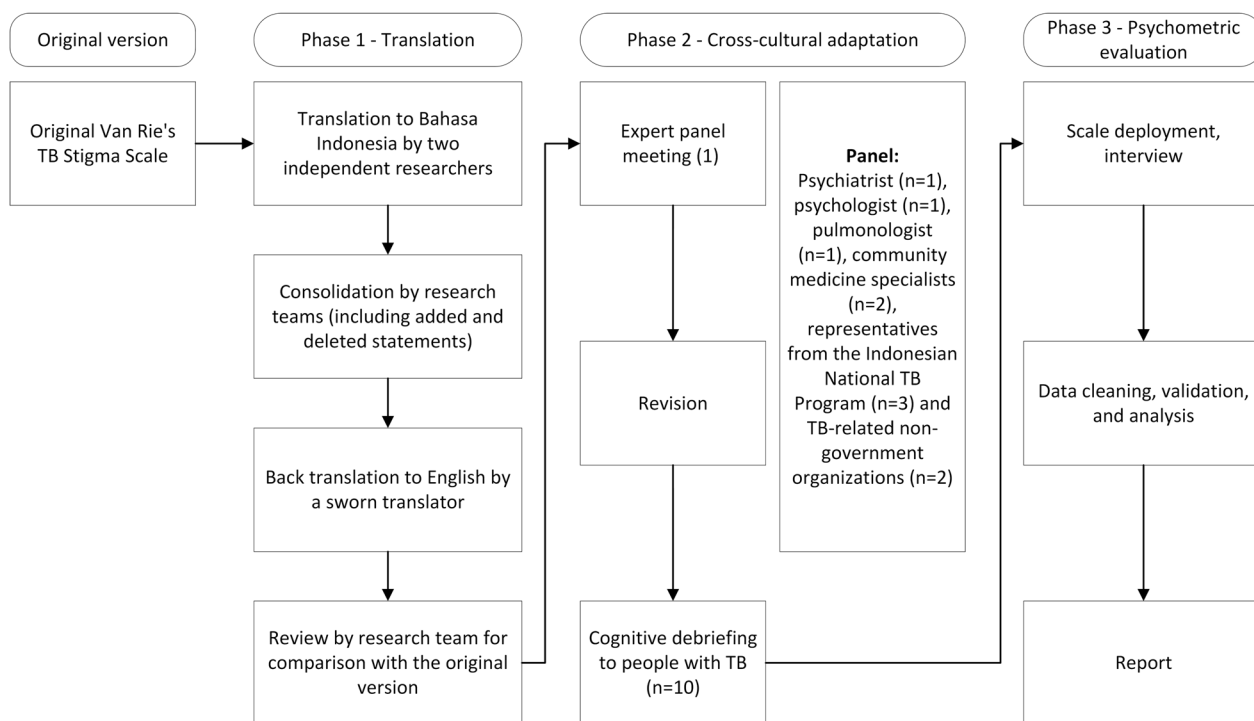 Original version
Phase 1 - Translation
Phase 2 - Cross-cultural adaptation
Phase 3 - Psychometric
evaluation
Original Van Rie's
TB Stigma Scale
Translation to Bahasa
Indonesia by two
independent researchers
Consolidation by research
teams (including added and
deleted statements)
Back translation to English by
a sworn translator
Review by research team for
comparison with the original
version
Expert panel
meeting (1)
Revision
Cognitive debriefing
to people with TB
(n=10)
Panel:
Psychiatrist (n=1),
psychologist (n=1),
pulmonologist
(n=1), community
medicine specialists
(n=2),
representatives
from the Indonesian
National TB
Program (n=3) and
TB-related non-
government
organizations (n=2)
Scale deployment,
interview
Data cleaning, validation,
and analysis
Report